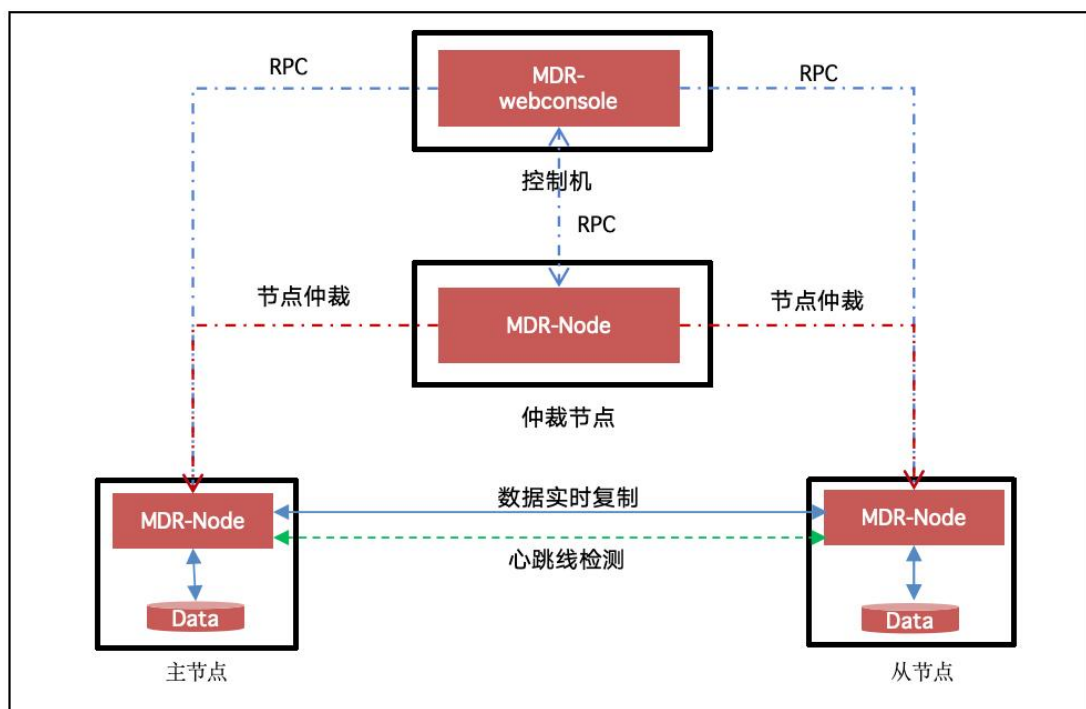 RPC
MDR-
webconsole
RPC
控制机
RPC
节点仲裁
MDR-Node
节点仲裁
仲裁节点
数据实时复制
MDR-Node
MDR-Node
心跳线检测
Data
Data
主节点
从节点